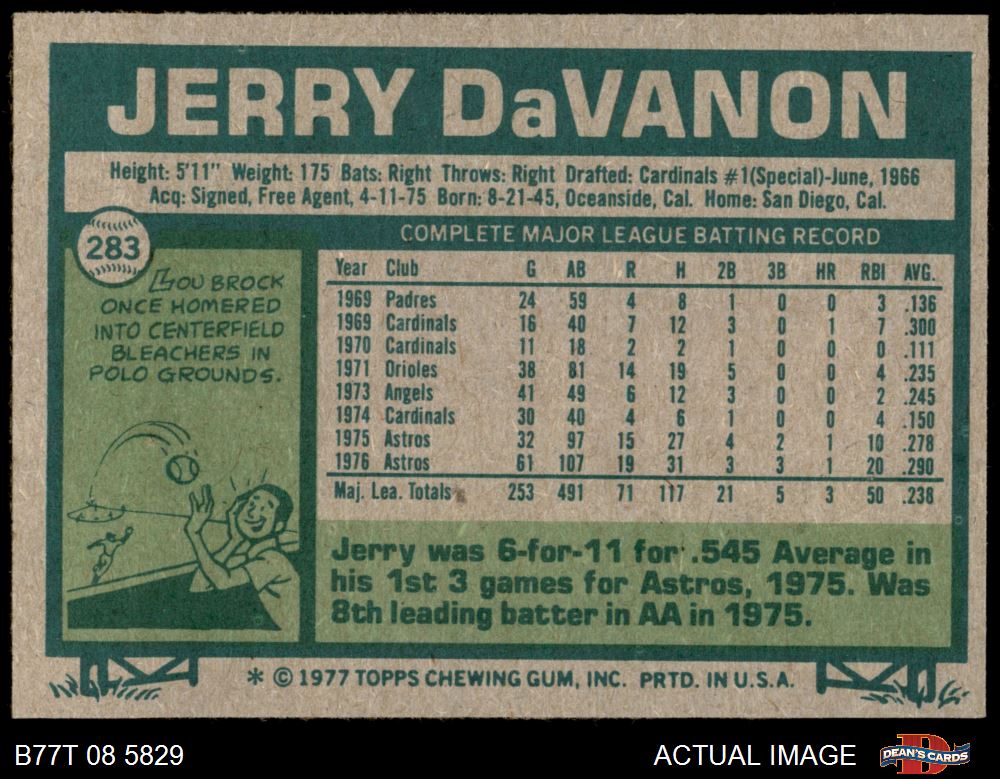 JERRY DaVANON
Height: 5'11" Weight: 175 Bats: Right Throws: Right Drafted: Cardinals #1(Special)-June, 1966
Acq: Signed, Free Agent, 4-11-75 Born: 8-21-45, Oceanside, Cal. Home: San Diego, Cal.
283
LOU BROCK
ONCE HOMERED
INTO CENTERFIELD
BLEACHERS IN
POLO GROUNDS.
COMPLETE MAJOR LEAGUE BATTING RECORD
Year Club G AB R H 2B 3B HR RBI AVG.
1969 Padres 24 59 4 8 1 0 0 3 .136
1969 Cardinals 16 40 7 12 3 0 1 7 .300
1970 Cardinals 11 18 2 2 1 0 0 0 .111
1971 Orioles 38 81 14 19 5 0 0 4 .235
1973 Angels 41 49 6 12 3 0 0 2 .245
1974 Cardinals 30 40 4 6 1 0 0 4 .150
1975 Astros 32 97 15 27 4 2 1 10 .278
1976 Astros 61 107 19 31 3 3 1 20 .290
Maj. Lea. Totals 253 491 71 117 21 5 3 50 .238
Jerry was 6-for-11 for .545 Average in
his 1st 3 games for Astros, 1975. Was
8th leading batter in AA in 1975.
* © 1977 TOPPS CHEWING GUM, INC. PRTD. IN U.S.A.
B77T 08 5829
ACTUAL IMAGE
DEAN'S CARDS